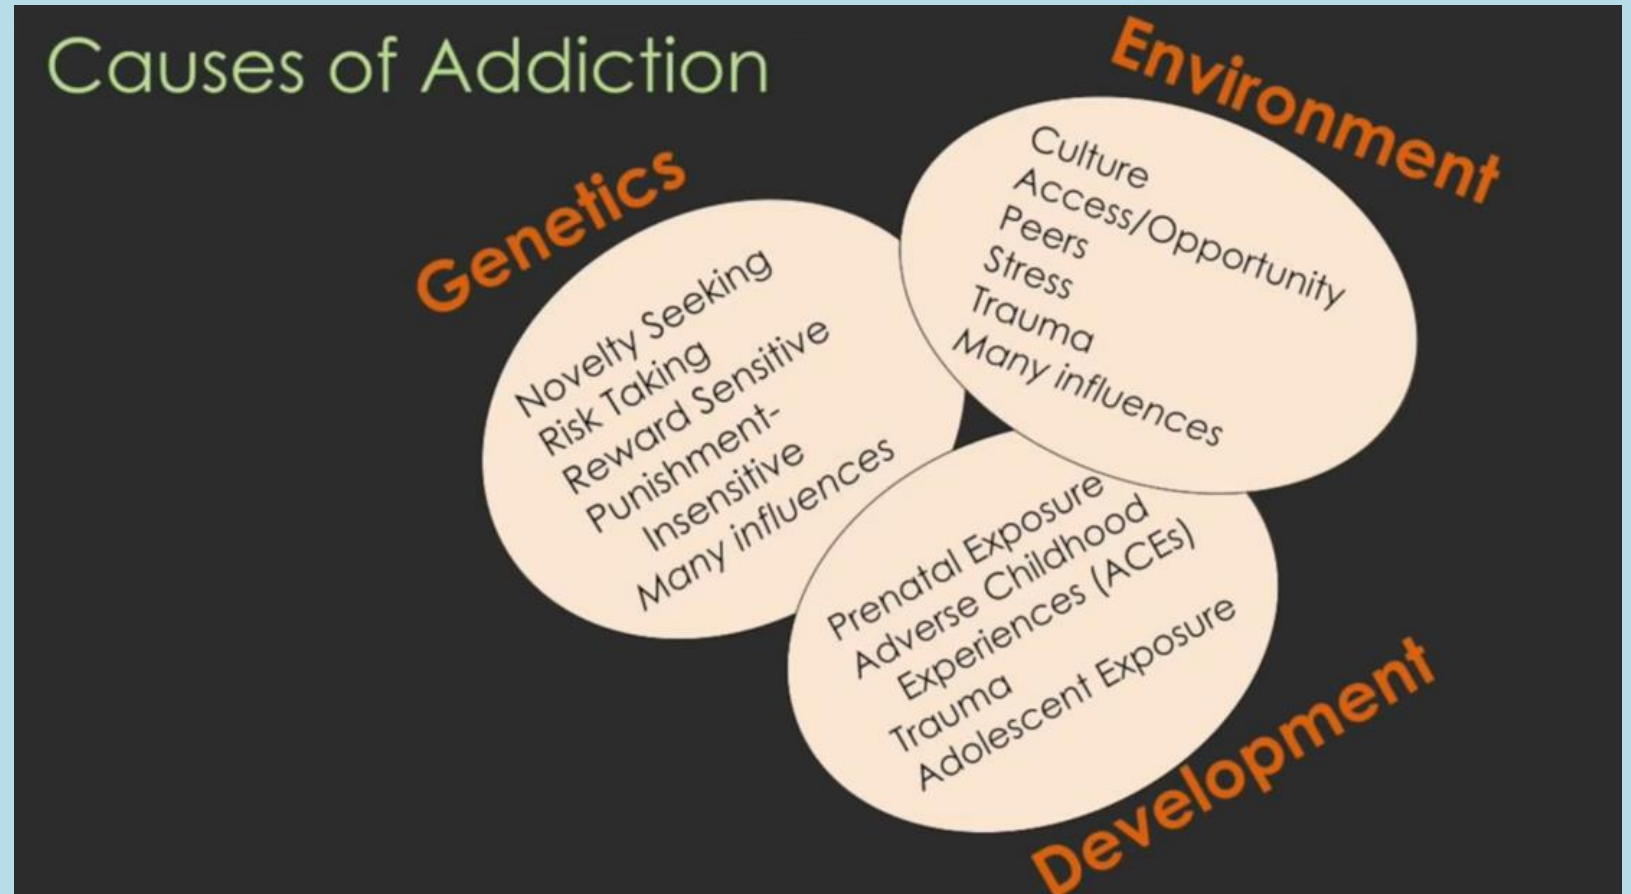 Causes of Addiction
Genetics
Novelty Seeking
Risk Taking
Reward Sensitive
Punishment-
Insensitive
Many influences
Environment
Culture
Access/Opportunity
Peers
Stress
Trauma
Many influences
Prenatal Exposure
Adverse Childhood
Experiences (ACEs)
Trauma
Adolescent Exposure
Development